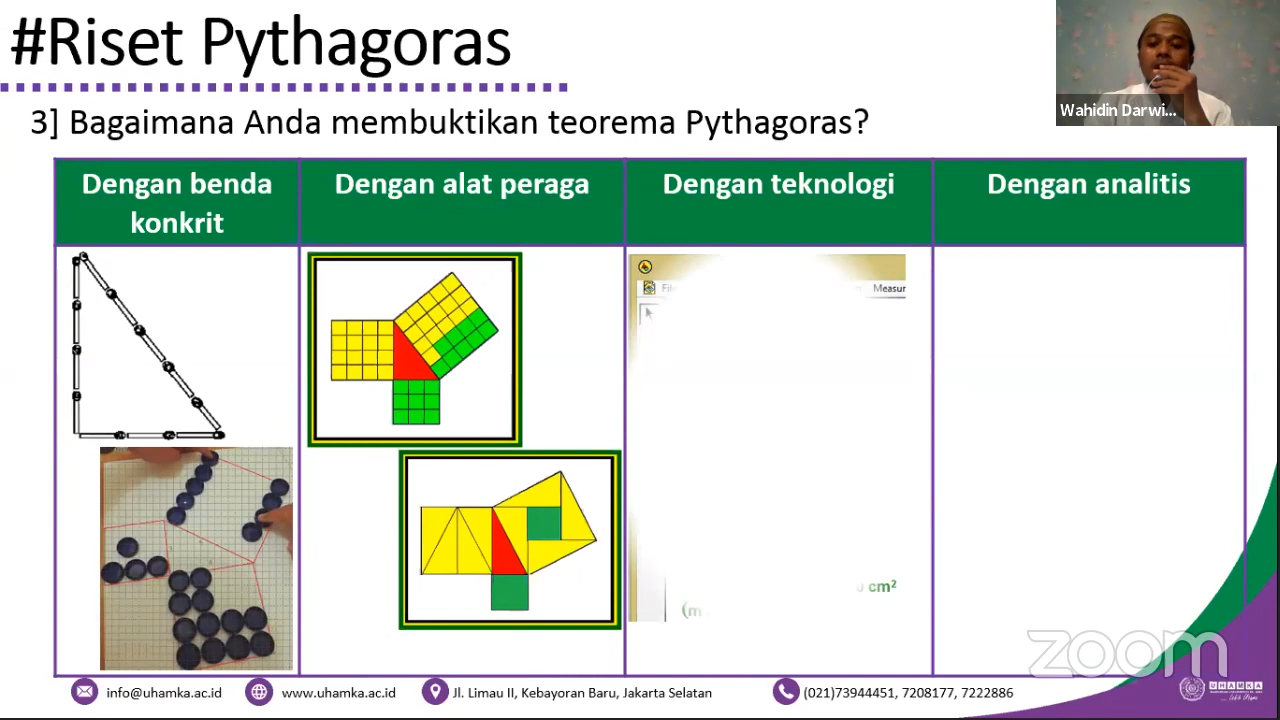 #Riset Pythagoras
Wahidin Darwi...
3] Bagaimana Anda membuktikan teorema Pythagoras?
Dengan benda
konkrit
Dengan alat peraga
Dengan teknologi
Dengan analitis
Measur
cm²
(m
zoom
info@uhamka.ac.id
www.uhamka.ac.id
Jl. Limau II, Kebayoran Baru, Jakarta Selatan
(021)73944451, 7208177, 7222886
UHAMKA